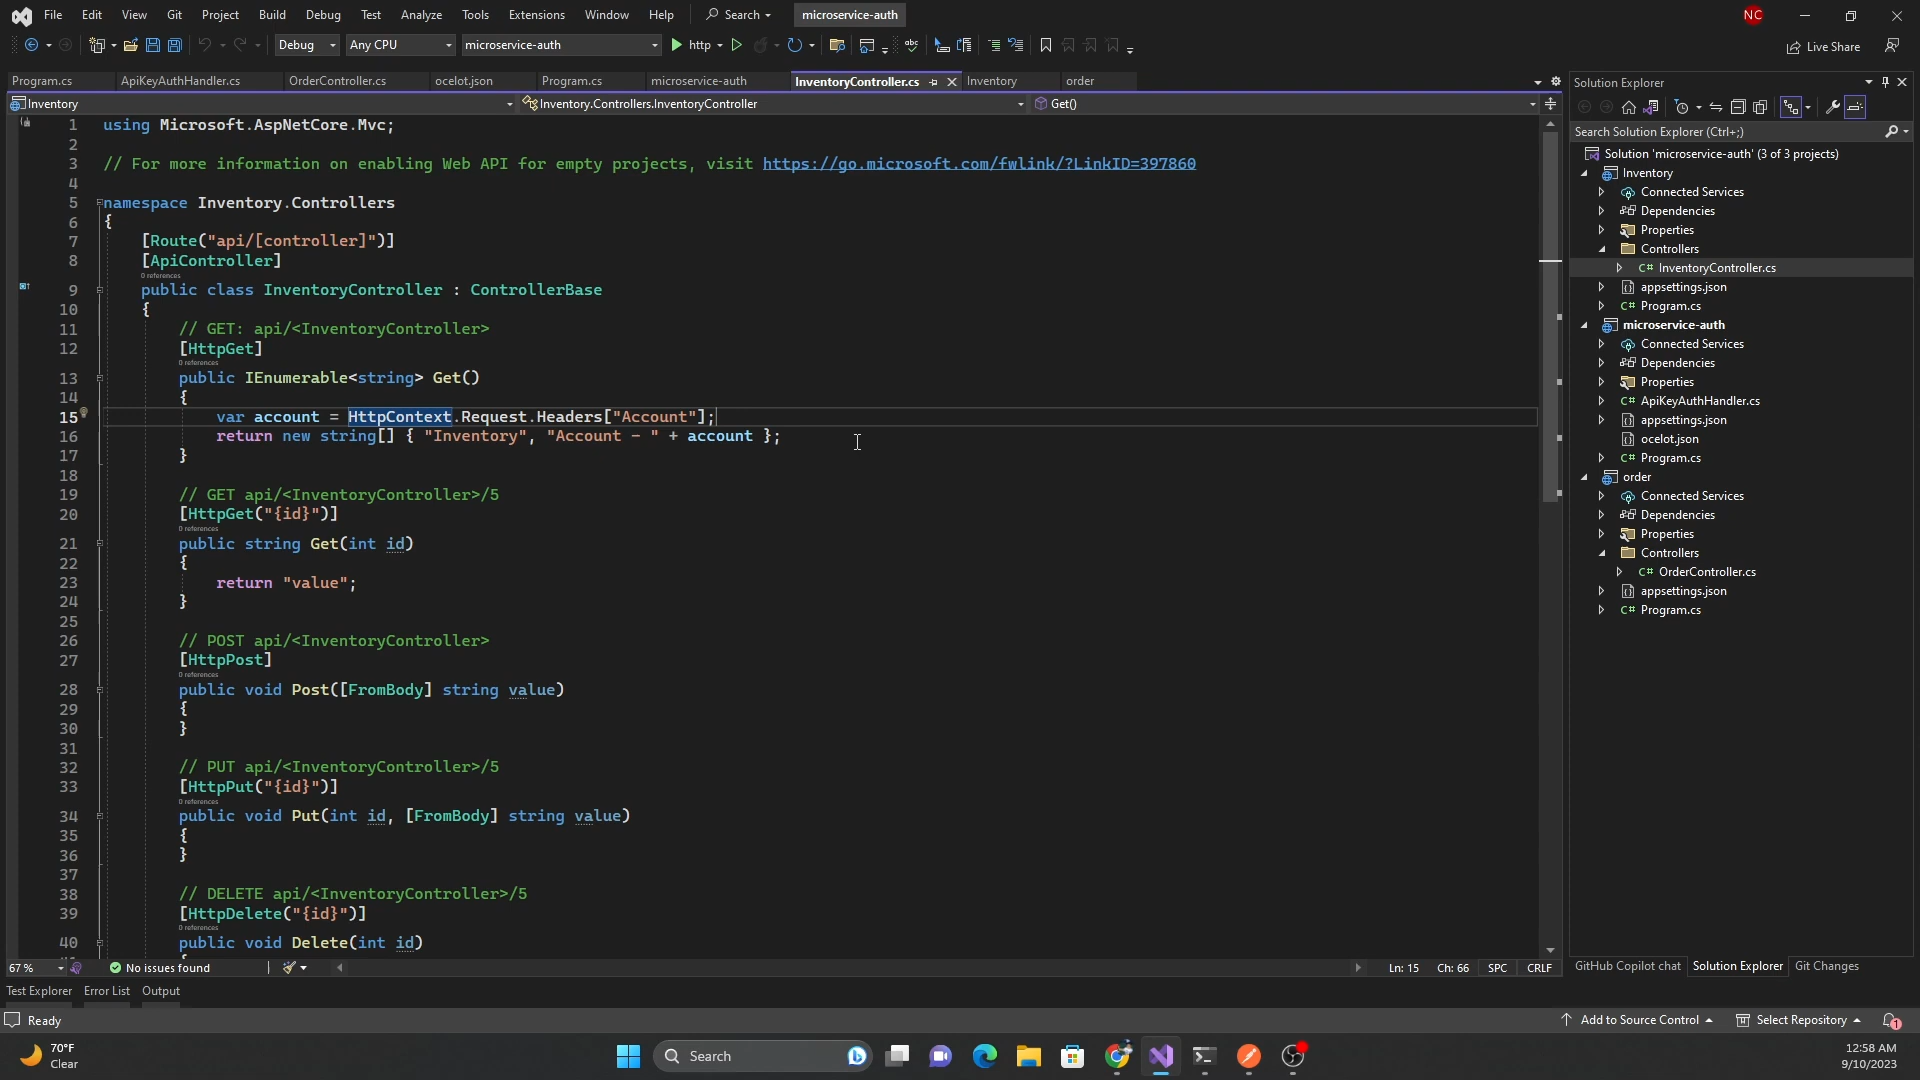 File Edit View Git Project Build Debug Test Analyze Tools Extensions Window Help Search microservice-auth NC
Debug Any CPU microservice-auth http Live Share
Program.cs ApiKeyAuthHandler.cs OrderController.cs ocelot.json Program.cs microservice-auth InventoryController.cs Inventory order
Inventory Inventory.Controllers.InventoryController Get()
1 using Microsoft.AspNetCore.Mvc;
2
3 // For more information on enabling Web API for empty projects, visit https://go.microsoft.com/fwlink/?LinkID=397860
4
5 namespace Inventory.Controllers
6 {
7 [Route("api/[controller]")]
8 [ApiController]
0 references
9 public class InventoryController : ControllerBase
10 {
11 // GET: api/<InventoryController>
12 [HttpGet]
0 references
13 public IEnumerable<string> Get()
14 {
15 var account = HttpContext.Request.Headers["Account"];
16 return new string[] { "Inventory", "Account - " + account };
17 }
18
19 // GET api/<InventoryController>/5
20 [HttpGet("{id}")]
0 references
21 public string Get(int id)
22 {
23 return "value";
24 }
25
26 // POST api/<InventoryController>
27 [HttpPost]
0 references
28 public void Post([FromBody] string value)
29 {
30 }
31
32 // PUT api/<InventoryController>/5
33 [HttpPut("{id}")]
0 references
34 public void Put(int id, [FromBody] string value)
35 {
36 }
37
38 // DELETE api/<InventoryController>/5
39 [HttpDelete("{id}")]
0 references
40 public void Delete(int id)
67 % No issues found Ln: 15 Ch: 66 SPC CRLF
Solution Explorer
Search Solution Explorer (Ctrl+;)
Solution 'microservice-auth' (3 of 3 projects)
Inventory
Connected Services
Dependencies
Properties
Controllers
C# InventoryController.cs
appsettings.json
C# Program.cs
microservice-auth
Connected Services
Dependencies
Properties
C# ApiKeyAuthHandler.cs
appsettings.json
ocelot.json
C# Program.cs
order
Connected Services
Dependencies
Properties
Controllers
C# OrderController.cs
appsettings.json
C# Program.cs
GitHub Copilot chat Solution Explorer Git Changes
Test Explorer Error List Output
Ready Add to Source Control Select Repository 1
70°F
Clear
Search
12:58 AM
9/10/2023